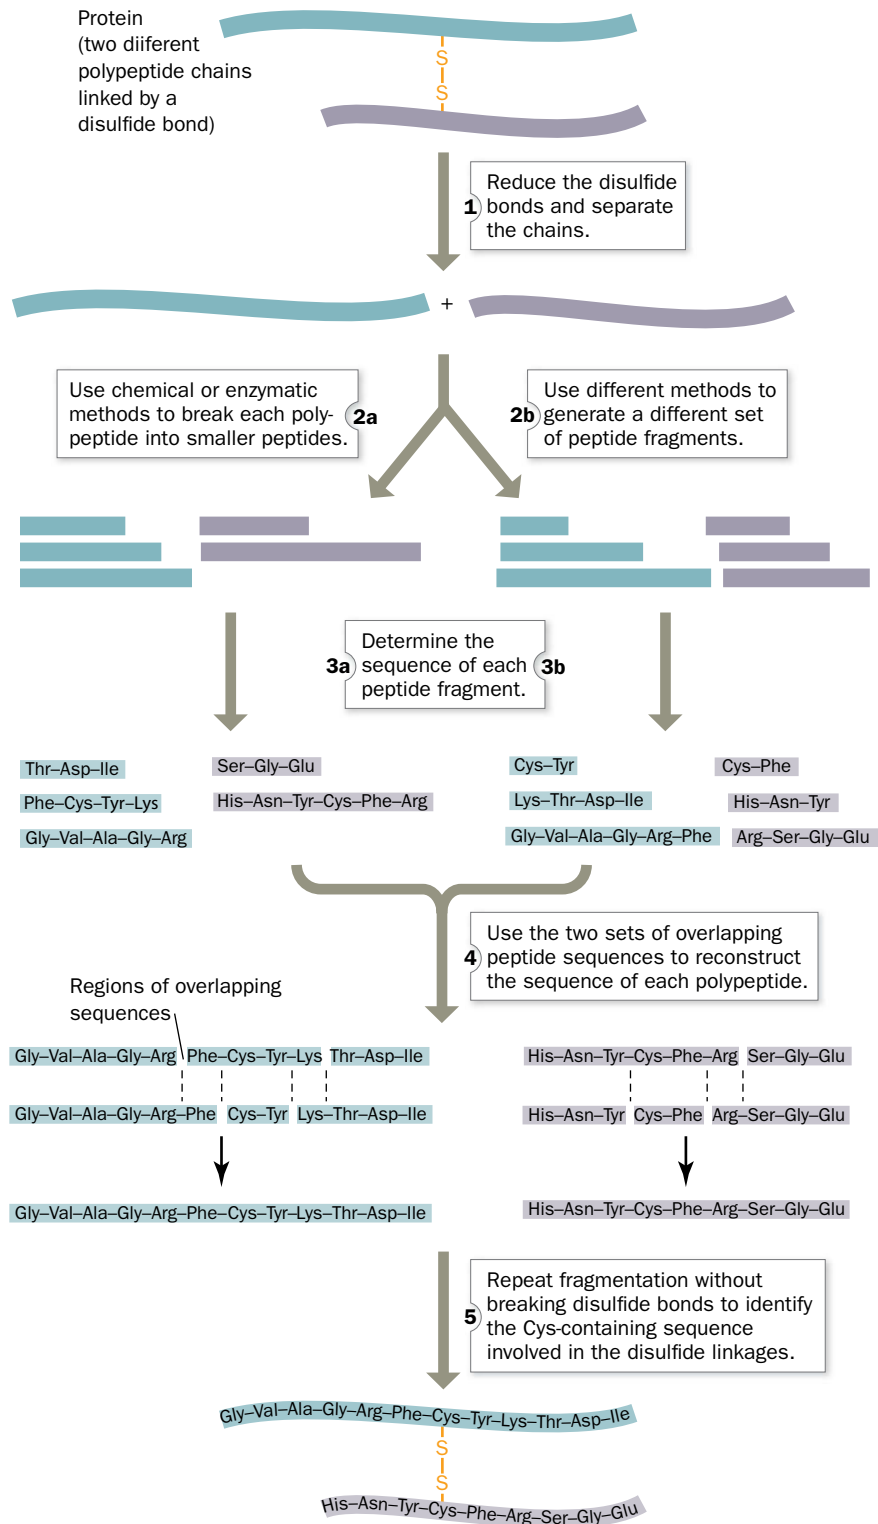 Protein
(two diiferent
polypeptide chains
linked by a
disulfide bond)
S
S
1 Reduce the disulfide
bonds and separate
the chains.
+
Use chemical or enzymatic
methods to break each poly-
peptide into smaller peptides. 2a
2b Use different methods to
generate a different set
of peptide fragments.
3a Determine the
sequence of each
peptide fragment. 3b
Thr–Asp–Ile
Phe–Cys–Tyr–Lys
Gly–Val–Ala–Gly–Arg
Ser–Gly–Glu
His–Asn–Tyr–Cys–Phe–Arg
Cys–Tyr
Lys–Thr–Asp–Ile
Gly–Val–Ala–Gly–Arg–Phe
Cys–Phe
His–Asn–Tyr
Arg–Ser–Gly–Glu
4 Use the two sets of overlapping
peptide sequences to reconstruct
the sequence of each polypeptide.
Regions of overlapping
sequences
Gly–Val–Ala–Gly–Arg Phe–Cys–Tyr–Lys Thr–Asp–Ile
Gly–Val–Ala–Gly–Arg–Phe Cys–Tyr Lys–Thr–Asp–Ile
Gly–Val–Ala–Gly–Arg–Phe–Cys–Tyr–Lys–Thr–Asp–Ile
His–Asn–Tyr–Cys–Phe–Arg Ser–Gly–Glu
His–Asn–Tyr Cys–Phe Arg–Ser–Gly–Glu
His–Asn–Tyr–Cys–Phe–Arg–Ser–Gly–Glu
5 Repeat fragmentation without
breaking disulfide bonds to identify
the Cys-containing sequence
involved in the disulfide linkages.
Gly–Val–Ala–Gly–Arg–Phe–Cys–Tyr–Lys–Thr–Asp–Ile
S
S
His–Asn–Tyr–Cys–Phe–Arg–Ser–Gly–Glu